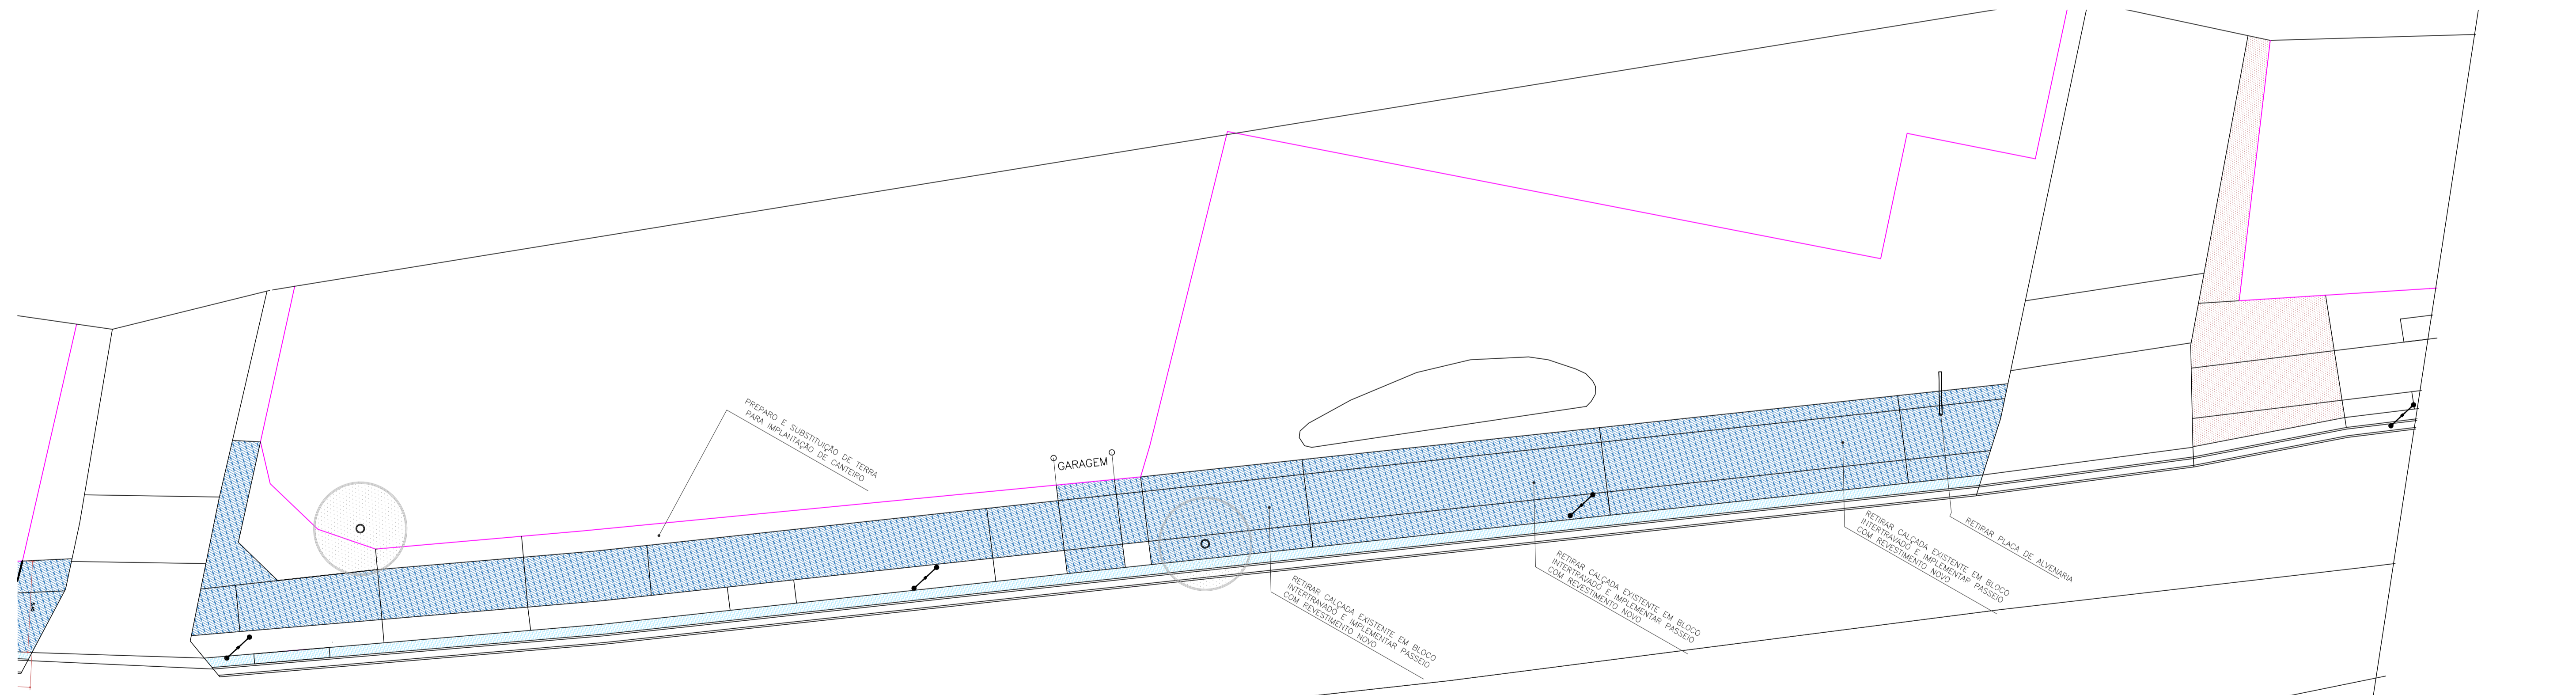 PREPARO E SUBSTITUIÇÃO DE TERRA
PARA IMPLANTAÇÃO DE CANTEIRO
GARAGEM
RETIRAR CALÇADA EXISTENTE EM BLOCO
INTERTRAVADO E IMPLEMENTAR PASSEIO
COM REVESTIMENTO NOVO
RETIRAR CALÇADA EXISTENTE EM BLOCO
INTERTRAVADO E IMPLEMENTAR PASSEIO
COM REVESTIMENTO NOVO
RETIRAR CALÇADA EXISTENTE EM BLOCO
INTERTRAVADO E IMPLEMENTAR PASSEIO
COM REVESTIMENTO NOVO
RETIRAR PLACA DE ALVENARIA